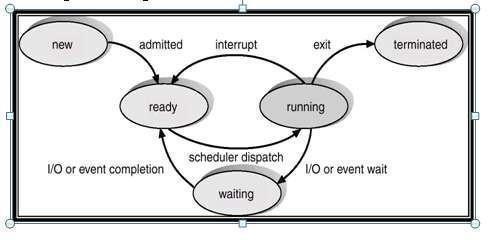 new
admitted
interrupt
exit
terminated
ready
running
scheduler dispatch
I/O or event completion
I/O or event wait
waiting